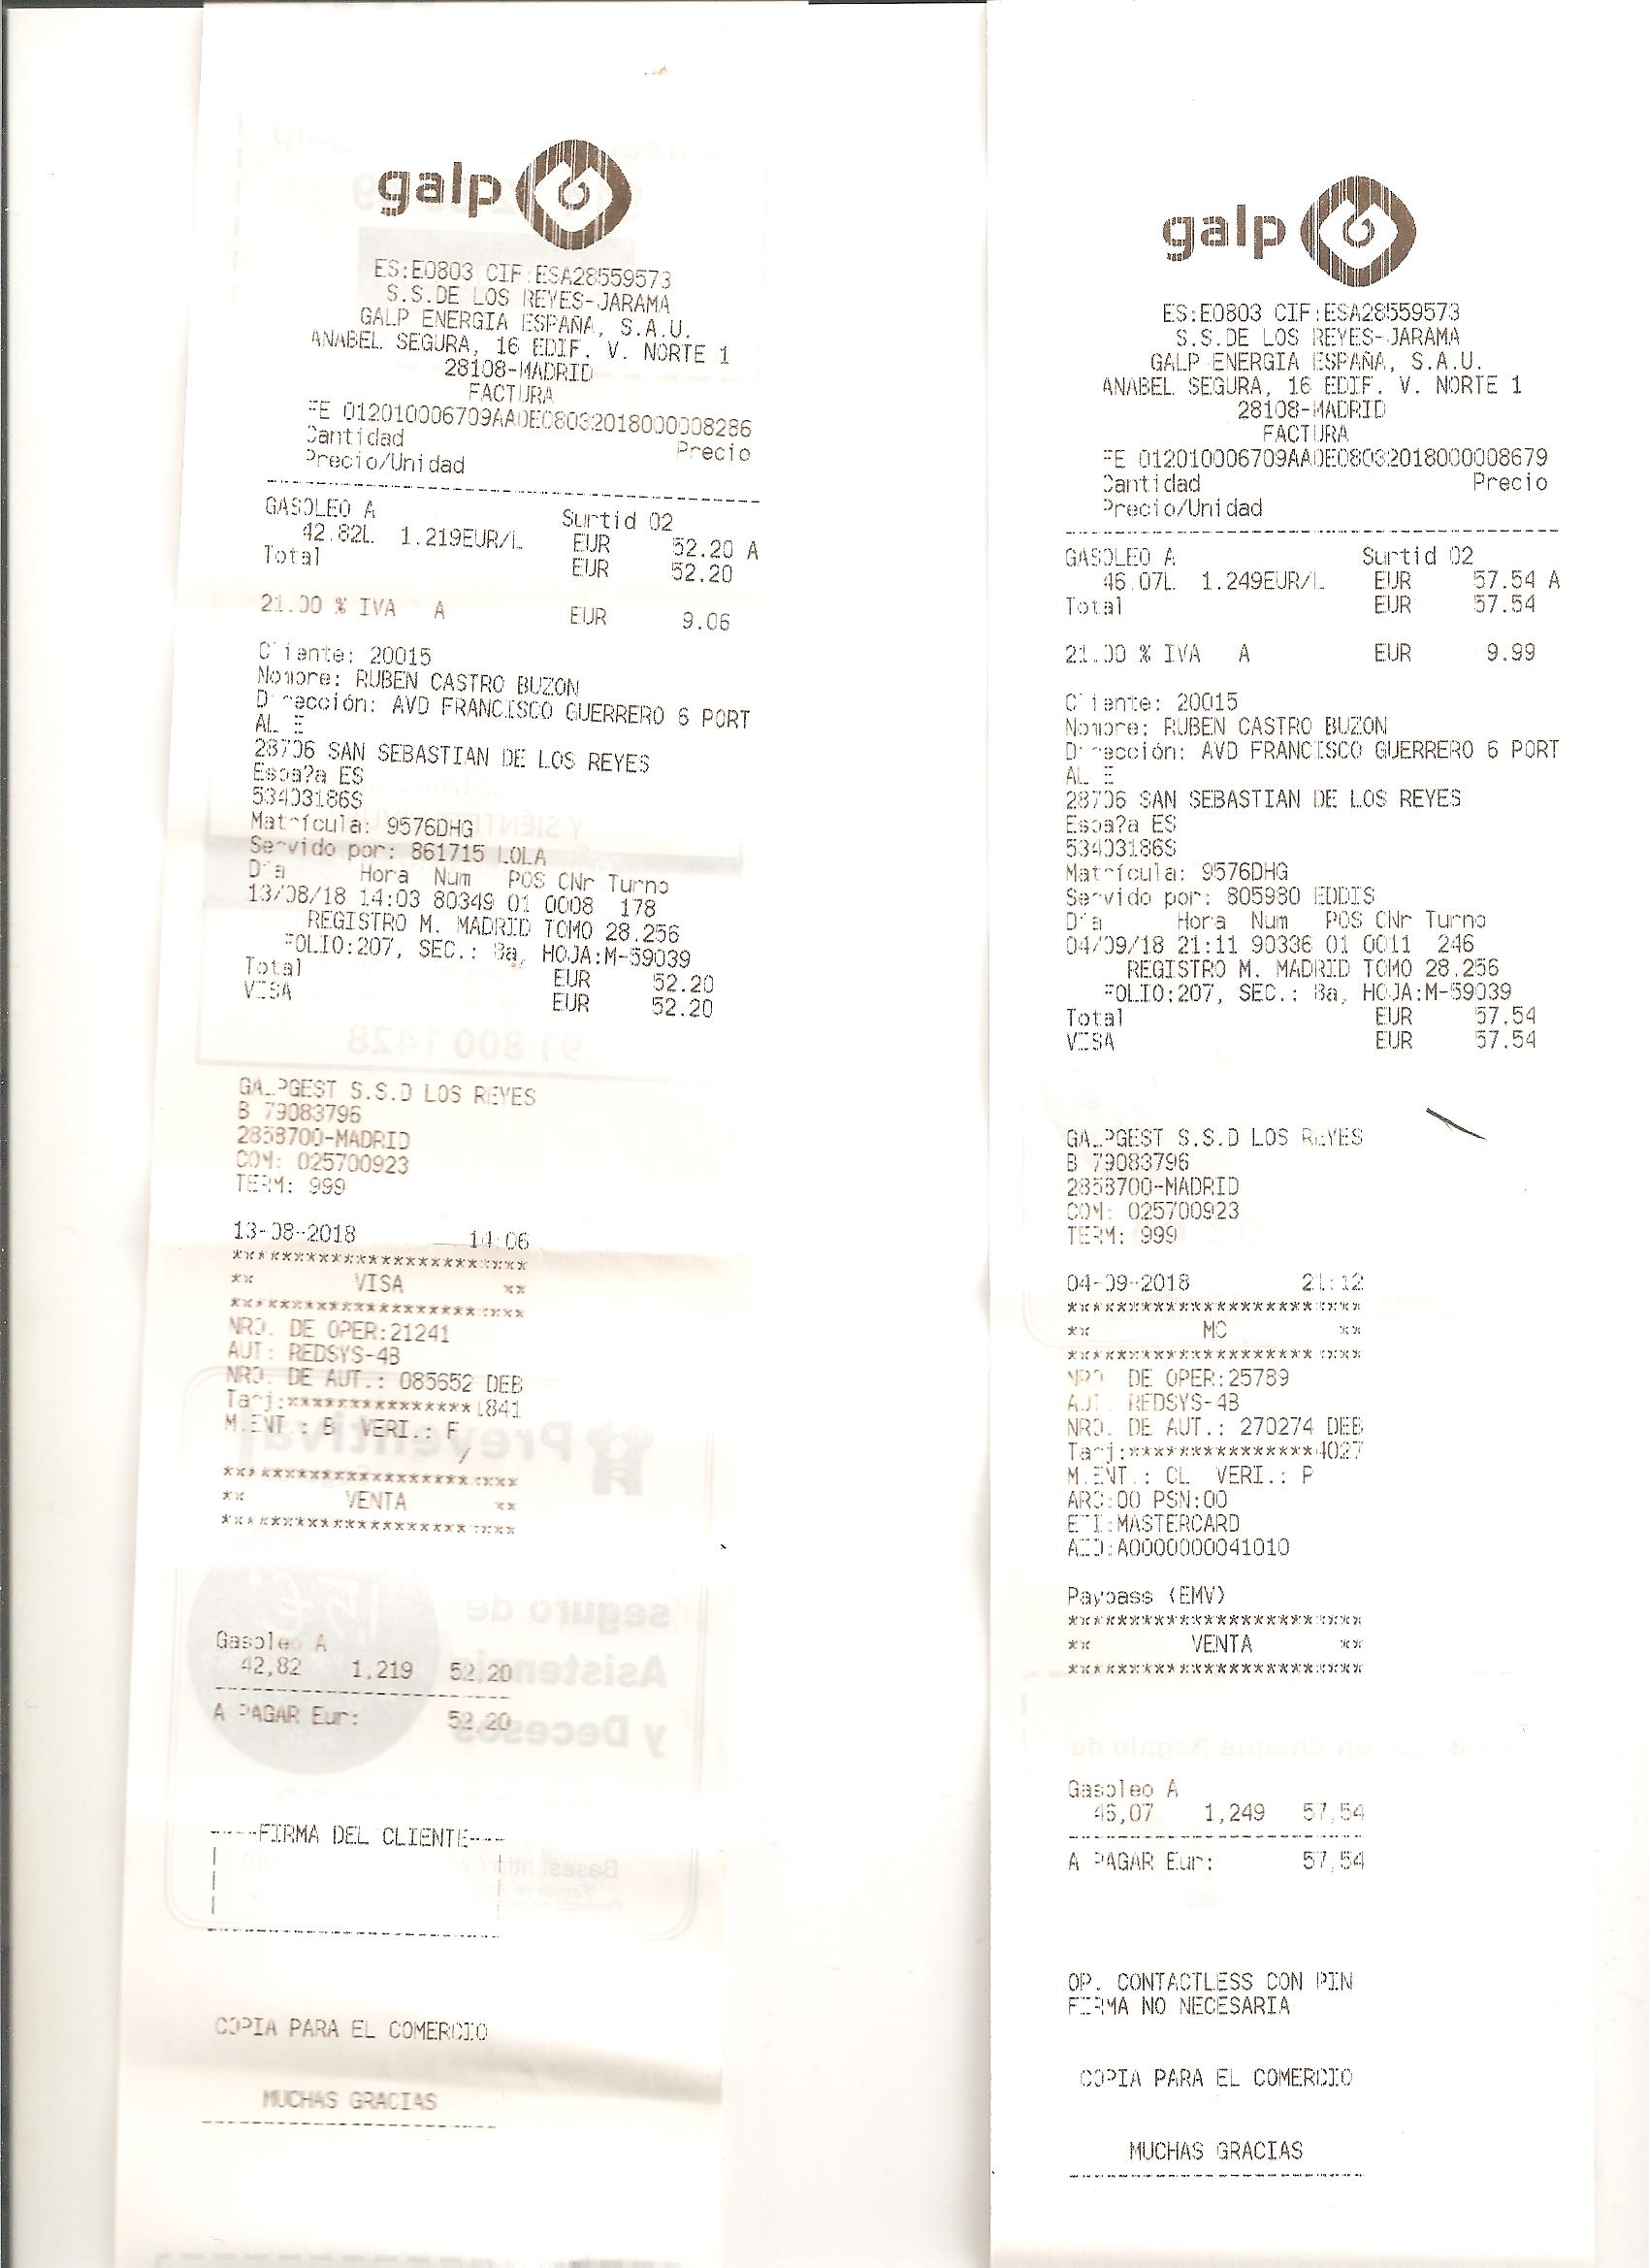 galp
ES:E0803 CIF:ESA28559573
S.S.DE LOS REYES-JARAMA
GALP ENERGIA ESPAÑA, S.A.U.
ANABEL SEGURA, 16 EDIF. V. NORTE 1
28108-MADRID
FACTURA
FE 012010006709AA0E08032018000008286
Cantidad Precio
Precio/Unidad
GASOLEO A Surtid 02
42.82L 1.219EUR/L EUR 52.20 A
Total EUR 52.20
21.00 % IVA A EUR 9.06
Cliente: 20015
Nombre: RUBEN CASTRO BUZON
Dirección: AVD FRANCISCO GUERRERO 6 PORT
AL E
28706 SAN SEBASTIAN DE LOS REYES
Espa?a ES
53403186S
Matrícula: 9576DHG
Servido por: 861715 LOLA
Día Hora Num POS CNr Turno
13/08/18 14:03 80349 01 0008 178
REGISTRO M. MADRID TOMO 28.256
FOLIO:207, SEC.: 8a, HOJA:M-59039
Total EUR 52.20
VISA EUR 52.20
GALPGEST S.S.D LOS REYES
B 79083796
2858700-MADRID
COM: 025700923
TERM: 999
13-08-2018 14:06
************************
** VISA **
************************
NRO. DE OPER:21241
AUT: REDSYS-4B
NRO. DE AUT.: 085652 DEB
Tarj:***************1841
M.ENT.: B VERI.: F
************************
** VENTA **
************************
Gasoleo A
42,82 1,219 52,20
A PAGAR Eur: 52,20
----FIRMA DEL CLIENTE---
COPIA PARA EL COMERCIO
MUCHAS GRACIAS
galp
ES:E0803 CIF:ESA28559573
S.S.DE LOS REYES-JARAMA
GALP ENERGIA ESPAÑA, S.A.U.
ANABEL SEGURA, 16 EDIF. V. NORTE 1
28108-MADRID
FACTURA
FE 012010006709AA0E08032018000008679
Cantidad Precio
Precio/Unidad
GASOLEO A Surtid 02
46.07L 1.249EUR/L EUR 57.54 A
Total EUR 57.54
21.00 % IVA A EUR 9.99
Cliente: 20015
Nombre: RUBEN CASTRO BUZON
Dirección: AVD FRANCISCO GUERRERO 6 PORT
AL E
28706 SAN SEBASTIAN DE LOS REYES
Espa?a ES
53403186S
Matrícula: 9576DHG
Servido por: 805980 EDDIS
Día Hora Num POS CNr Turno
04/09/18 21:11 90336 01 0011 246
REGISTRO M. MADRID TOMO 28.256
FOLIO:207, SEC.: 8a, HOJA:M-59039
Total EUR 57.54
VISA EUR 57.54
GALPGEST S.S.D LOS REYES
B 79083796
2858700-MADRID
COM: 025700923
TERM: 999
04-09-2018 21:12
************************
** MC **
************************
NRO. DE OPER:25789
AUT: REDSYS-4B
NRO. DE AUT.: 270274 DEB
Tarj:***************4027
M.ENT.: CL VERI.: P
ARC:00 PSN:00
ETI:MASTERCARD
AID:A0000000041010
Paypass (EMV)
************************
** VENTA **
************************
Gasoleo A
46,07 1,249 57,54
A PAGAR Eur: 57,54
OP. CONTACTLESS CON PIN
FIRMA NO NECESARIA
COPIA PARA EL COMERCIO
MUCHAS GRACIAS